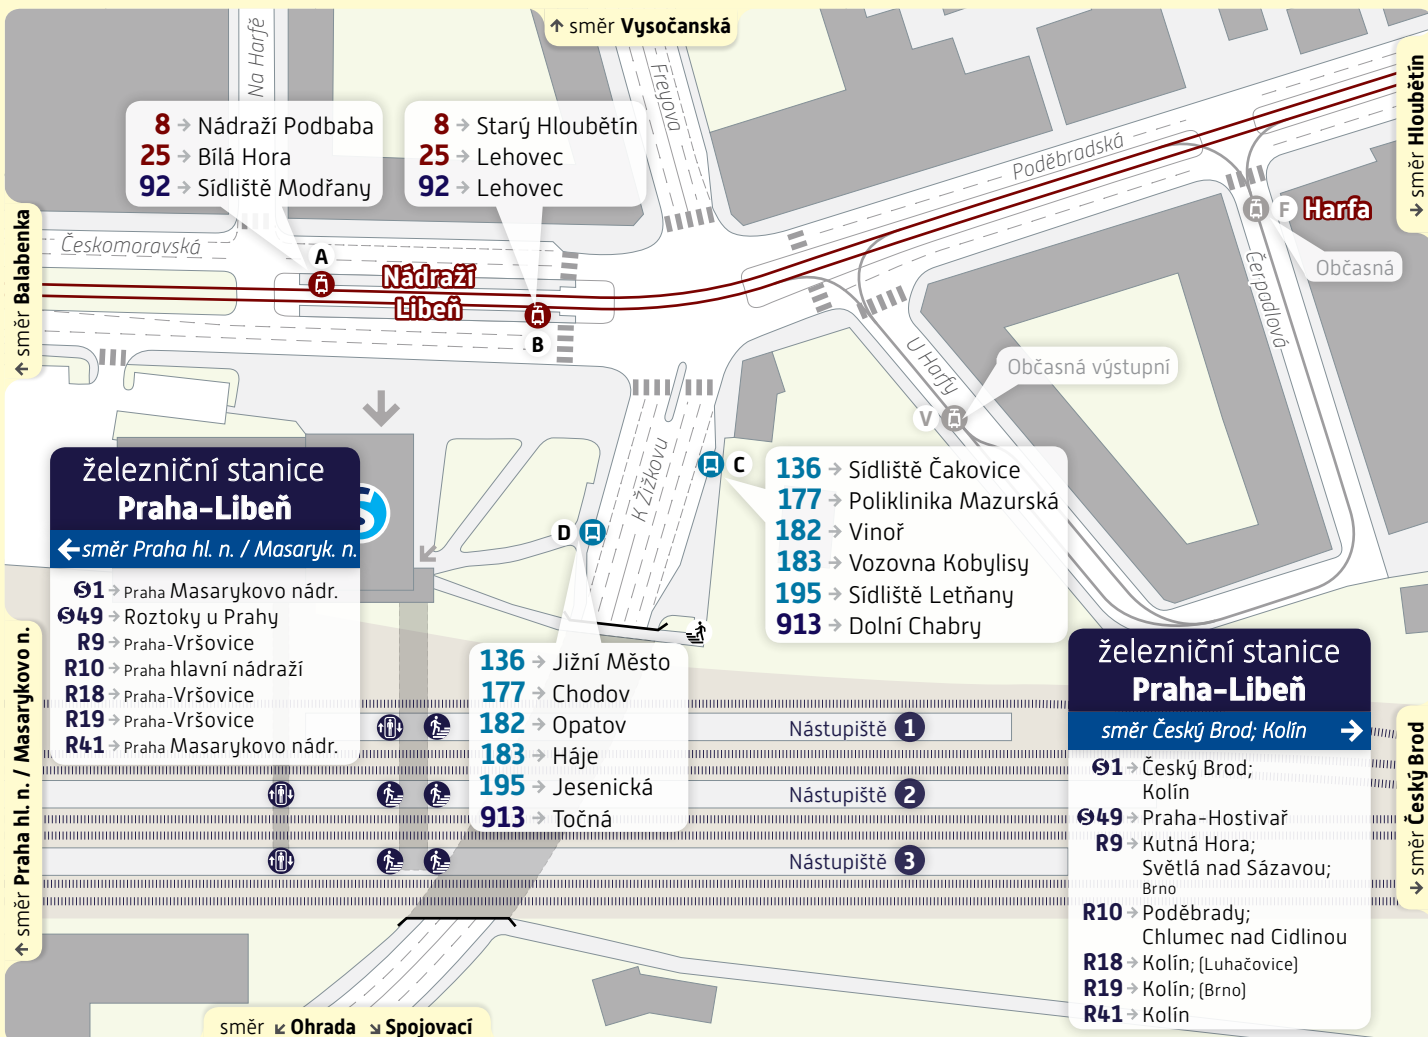 ↑ směr Vysočanská
Na Harfě
Freyova
8 → Nádraží Podbaba
25 → Bílá Hora
92 → Sídliště Modřany
8 → Starý Hloubětín
25 → Lehovec
92 → Lehovec
Poděbradská
→ směr Hloubětín
F Harfa
Občasná
Čerpadlová
← směr Balabenka
Českomoravská
A
Nádraží
Libeň
B
U Harfy
Občasná výstupní
V
K Žižkovu
C
D
136 → Sídliště Čakovice
177 → Poliklinika Mazurská
182 → Vinoř
183 → Vozovna Kobylisy
195 → Sídliště Letňany
913 → Dolní Chabry
železniční stanice
Praha-Libeň
← směr Praha hl. n. / Masaryk. n.
S1 → Praha Masarykovo nádr.
S49 → Roztoky u Prahy
R9 → Praha-Vršovice
R10 → Praha hlavní nádraží
R18 → Praha-Vršovice
R19 → Praha-Vršovice
R41 → Praha Masarykovo nádr.
S
136 → Jižní Město
177 → Chodov
182 → Opatov
183 → Háje
195 → Jesenická
913 → Točná
Nástupiště 1
Nástupiště 2
Nástupiště 3
železniční stanice
Praha-Libeň
směr Český Brod; Kolín →
S1 → Český Brod;
Kolín
S49 → Praha-Hostivař
R9 → Kutná Hora;
Světlá nad Sázavou;
Brno
R10 → Poděbrady;
Chlumec nad Cidlinou
R18 → Kolín; (Luhačovice)
R19 → Kolín; (Brno)
R41 → Kolín
← směr Praha hl. n. / Masarykovo n.
→ směr Český Brod
směr ↙ Ohrada ↘ Spojovací